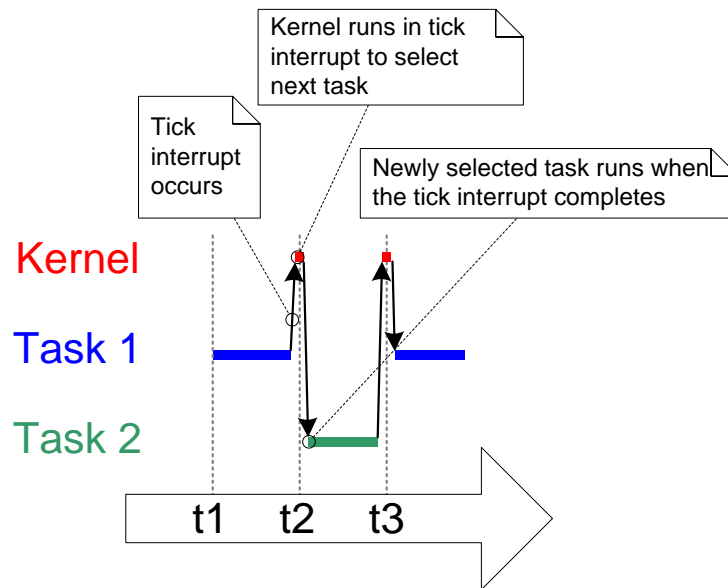 Kernel runs in tick
interrupt to select
next task
Tick
interrupt
occurs
Newly selected task runs when
the tick interrupt completes
Kernel
Task 1
Task 2
t1 t2 t3